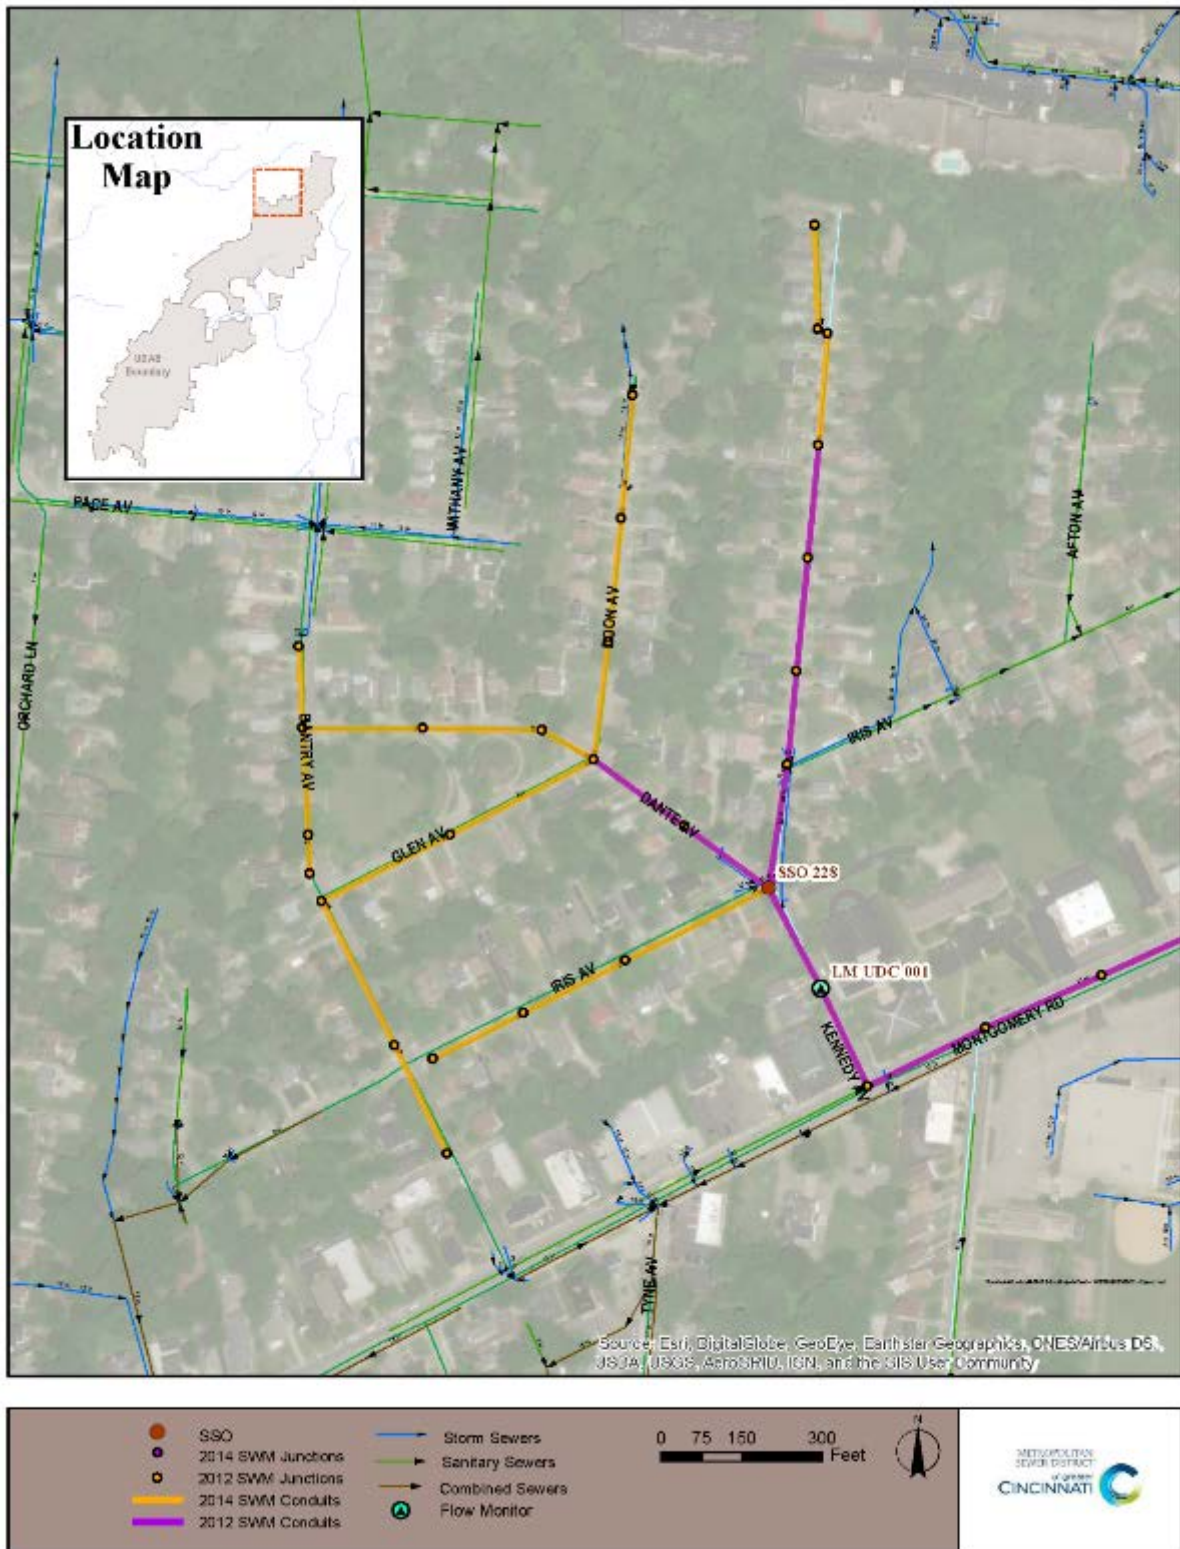 Location
Map
USAB
Boundary
PACE AV
WITHANY AV
ORCHARD LN
BANTRY AV
DON AV
AFTON AV
IRIS AV
DANTE AV
GLEN AV
SSO 228
IRIS AV
LM UDC 001
KENNEDY AV
MONTGOMERY RD
TYNE AV
Source: Esri, DigitalGlobe, GeoEye, Earthstar Geographics, CNES/Airbus DS,
USDA, USGS, AeroGRID, IGN, and the GIS User Community
SSO
2014 SWM Junctions
2012 SWM Junctions
2014 SWM Conduits
2012 SWM Conduits
Storm Sewers
Sanitary Sewers
Combined Sewers
Flow Monitor
0 75 150 300
Feet
N
METROPOLITAN
SEWER DISTRICT
of greater
CINCINNATI